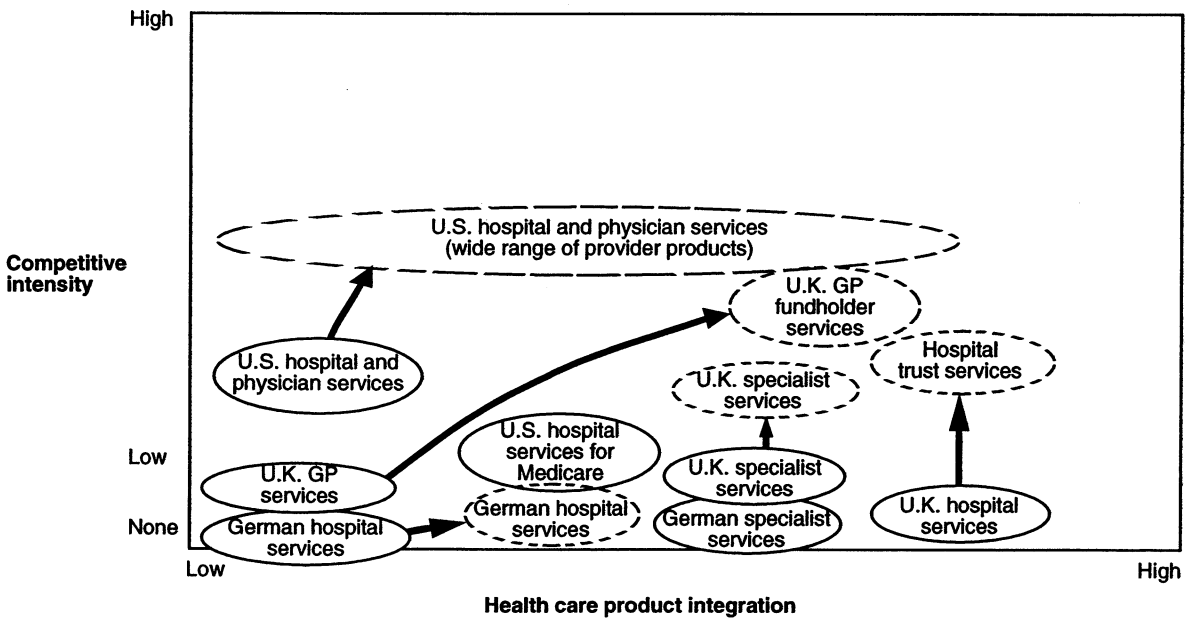 High
U.S. hospital and physician services
(wide range of provider products)
Competitive
intensity
U.K. GP
fundholder
services
Hospital
trust services
U.S. hospital and
physician services
U.K. specialist
services
U.S. hospital
services for
Medicare
Low
U.K. GP
services
U.K. specialist
services
U.K. hospital
services
None
German hospital
services
German hospital
services
German specialist
services
Low
High
Health care product integration